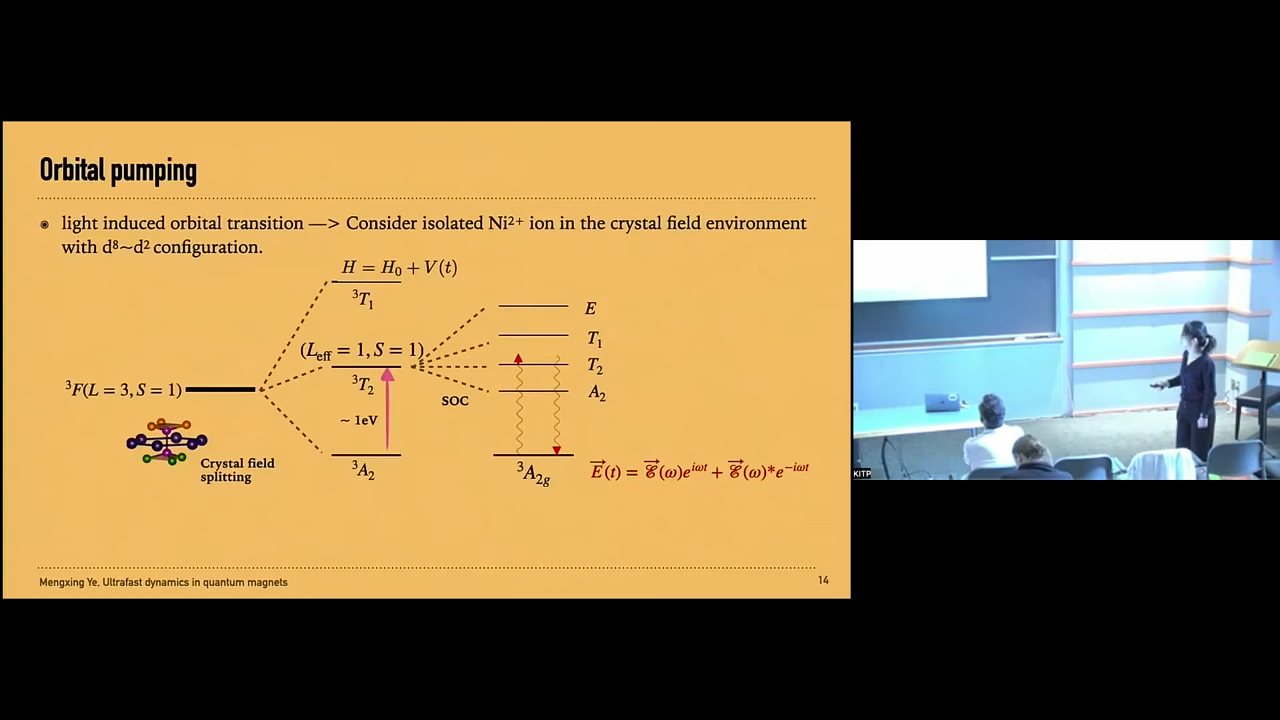 Orbital pumping
light induced orbital transition —> Consider isolated Ni²⁺ ion in the crystal field environment
with d⁸~d² configuration.
H = H₀ + V(t)
³T₁
(L_eff = 1, S = 1)
³T₂
~ 1eV
³A₂
³F(L = 3, S = 1)
Crystal field
splitting
SOC
E
T₁
T₂
A₂
³A₂g
E⃗(t) = ℰ⃗(ω)e^{iωt} + ℰ⃗(ω)*e^{−iωt}
Mengxing Ye, Ultrafast dynamics in quantum magnets
14
KITP